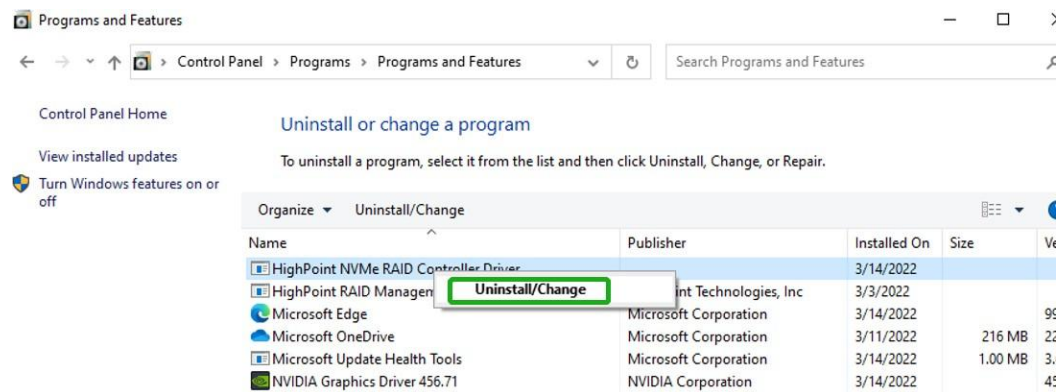 Programs and Features
Control Panel > Programs > Programs and Features
Search Programs and Features
Control Panel Home
Uninstall or change a program
View installed updates
To uninstall a program, select it from the list and then click Uninstall, Change, or Repair.
Turn Windows features on or
off
Organize Uninstall/Change
Name Publisher Installed On Size
HighPoint NVMe RAID Controller Driver 3/14/2022
Uninstall/Change
HighPoint RAID Technologies, Inc 3/3/2022
Microsoft Edge Microsoft Corporation 3/14/2022
Microsoft OneDrive Microsoft Corporation 3/11/2022 216 MB
Microsoft Update Health Tools Microsoft Corporation 3/14/2022 1.00 MB
NVIDIA Graphics Driver 456.71 NVIDIA Corporation 3/14/2022